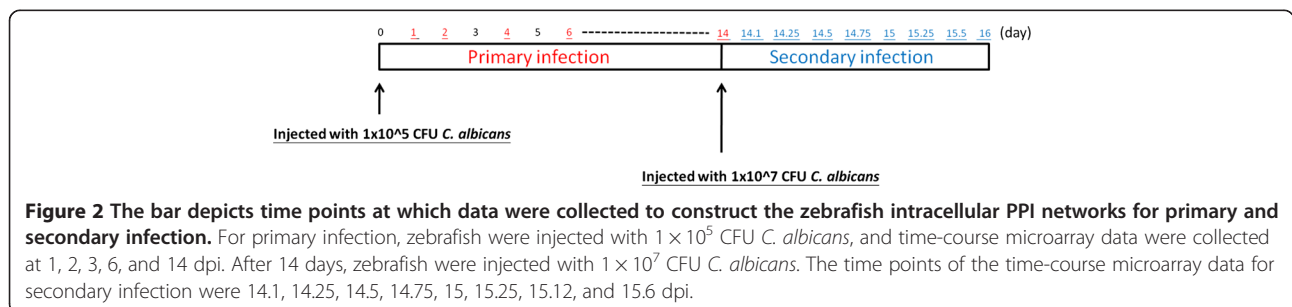 0 1 2 3 4 5 6 ---------------------- 14 14.1 14.25 14.5 14.75 15 15.25 15.5 16 (day)
Primary infection Secondary infection
Injected with 1x10^5 CFU C. albicans
Injected with 1x10^7 CFU C. albicans
Figure 2 The bar depicts time points at which data were collected to construct the zebrafish intracellular PPI networks for primary and
secondary infection. For primary infection, zebrafish were injected with 1 × 10⁵ CFU C. albicans, and time-course microarray data were collected
at 1, 2, 3, 6, and 14 dpi. After 14 days, zebrafish were injected with 1 × 10⁷ CFU C. albicans. The time points of the time-course microarray data for
secondary infection were 14.1, 14.25, 14.5, 14.75, 15, 15.25, 15.12, and 15.6 dpi.